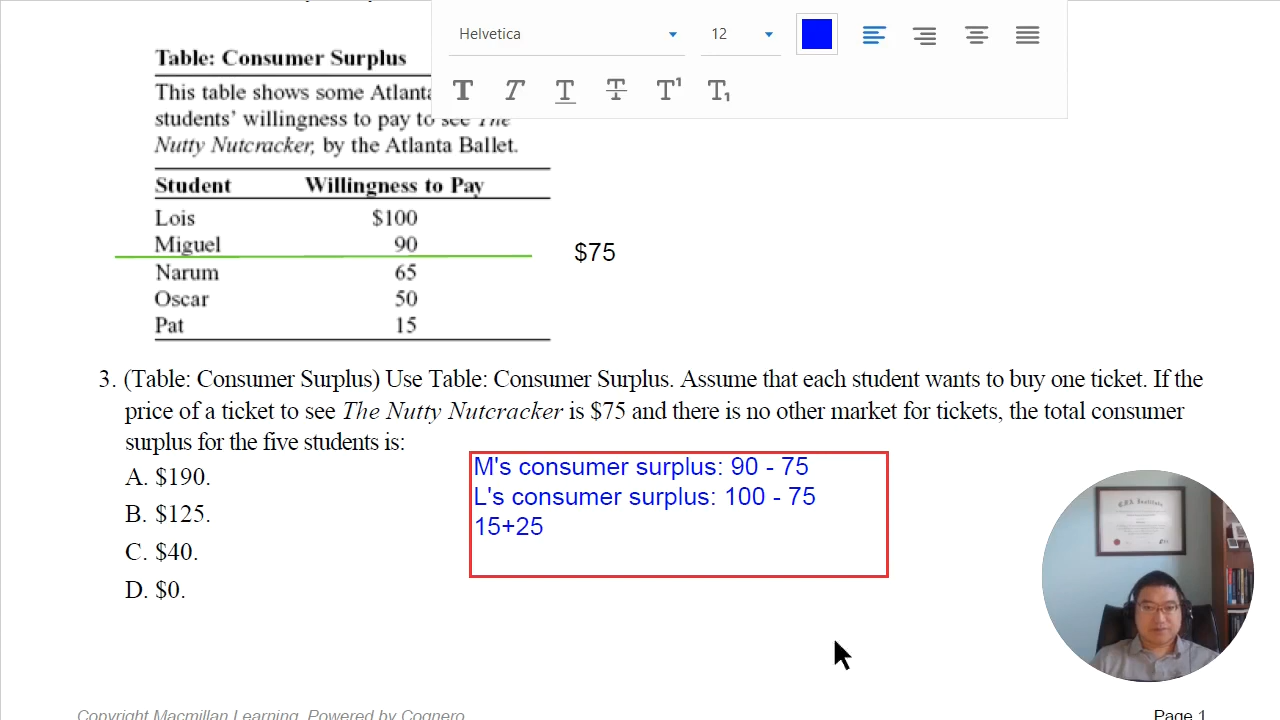 Helvetica
12
Table: Consumer Surplus
This table shows some Atlanta
students' willingness to pay to see The
Nutty Nutcracker, by the Atlanta Ballet.
Student Willingness to Pay
Lois $100
Miguel 90
$75
Narum 65
Oscar 50
Pat 15
3. (Table: Consumer Surplus) Use Table: Consumer Surplus. Assume that each student wants to buy one ticket. If the
price of a ticket to see The Nutty Nutcracker is $75 and there is no other market for tickets, the total consumer
surplus for the five students is:
A. $190.
B. $125.
C. $40.
D. $0.
M's consumer surplus: 90 - 75
L's consumer surplus: 100 - 75
15+25
Copyright Macmillan Learning. Powered by Cognero.
Page 1